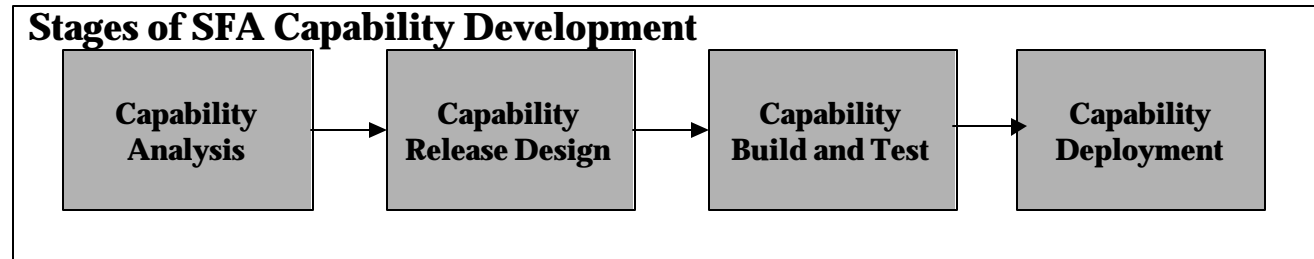 Stages of SFA Capability Development
Capability
Analysis
Capability
Release Design
Capability
Build and Test
Capability
Deployment